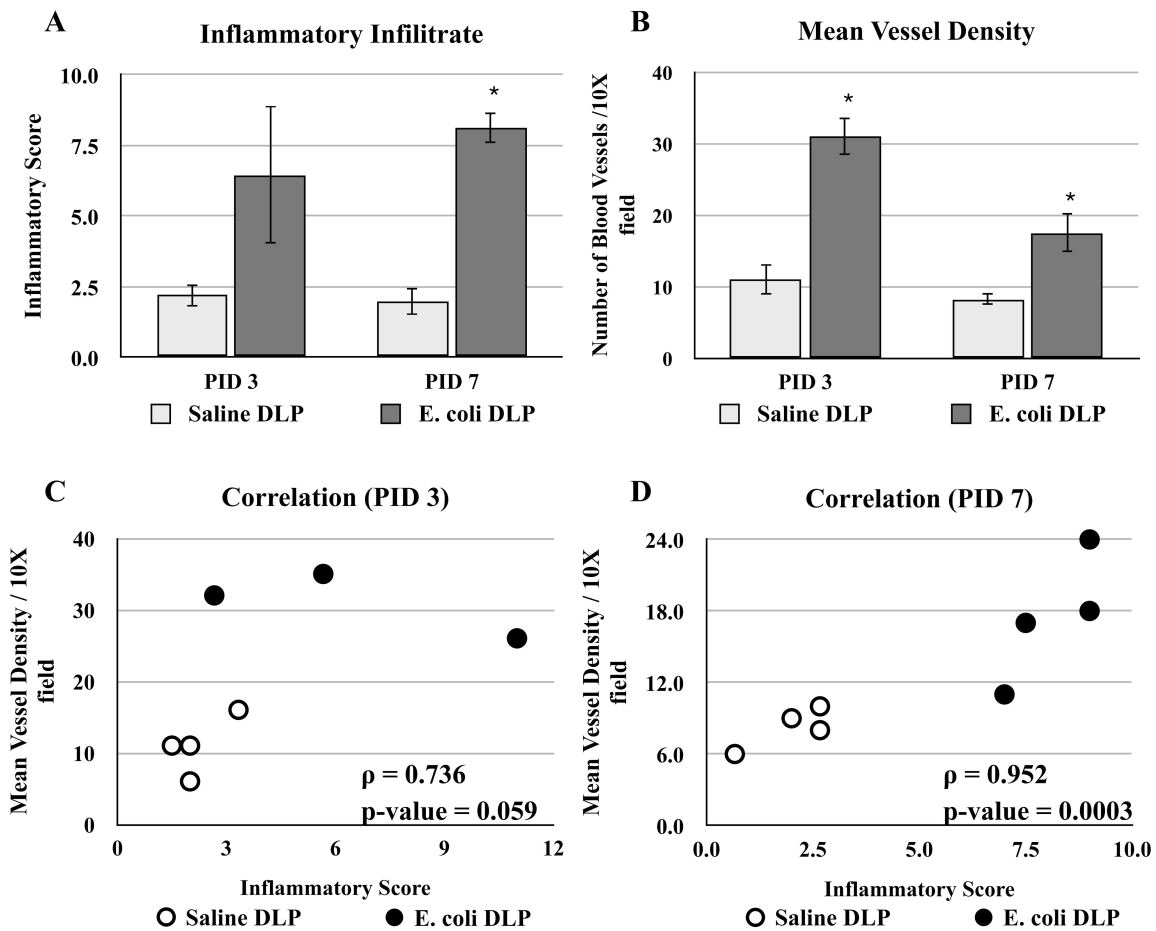 A
Inflammatory Infilitrate
Inflammatory Score
10.0
7.5
5.0
2.5
0.0
*
PID 3
PID 7
Saline DLP
E. coli DLP
B
Mean Vessel Density
Number of Blood Vessels /10X
field
40
30
20
10
0
*
*
PID 3
PID 7
Saline DLP
E. coli DLP
C
Correlation (PID 3)
Mean Vessel Density / 10X
field
40
30
20
10
0
ρ = 0.736
p-value = 0.059
0
3
6
9
12
Inflammatory Score
Saline DLP
E. coli DLP
D
Correlation (PID 7)
Mean Vessel Density / 10X
field
24.0
18.0
12.0
6.0
0.0
ρ = 0.952
p-value = 0.0003
0.0
2.5
5.0
7.5
10.0
Inflammatory Score
Saline DLP
E. coli DLP